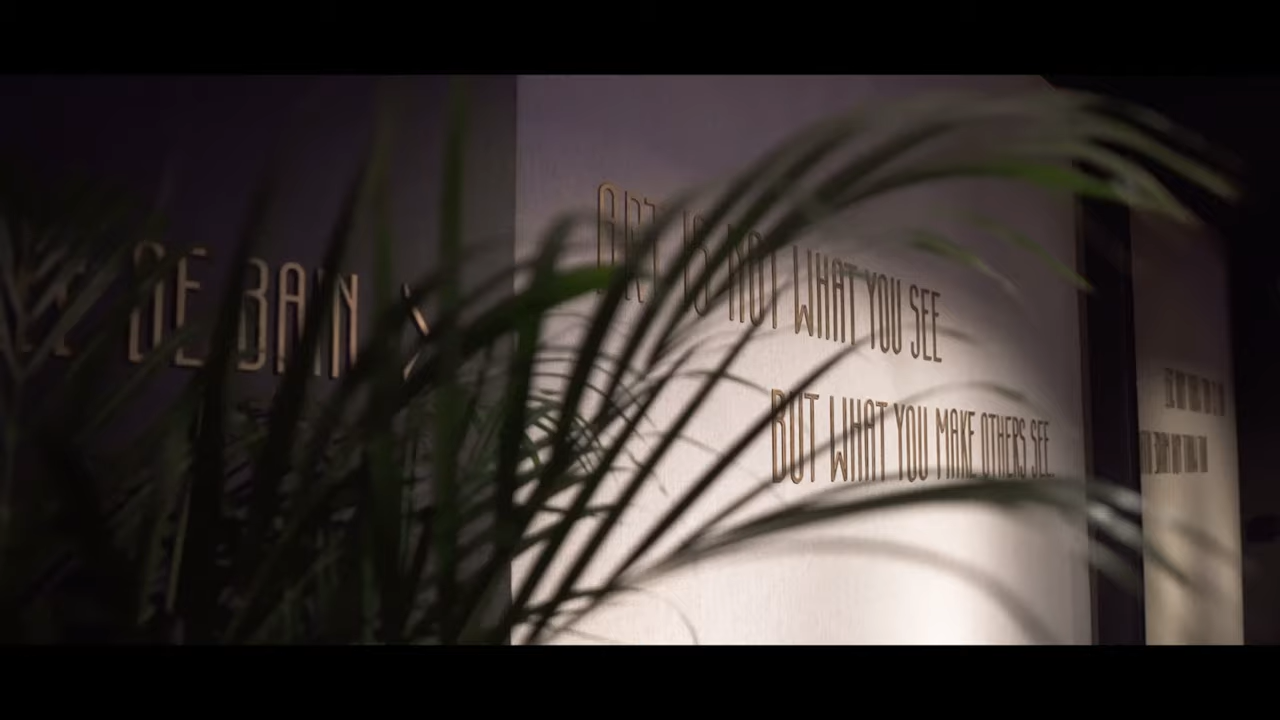 DE BAIN >
ART IS NOT WHAT YOU SEE
BUT WHAT YOU MAKE OTHERS SEE.